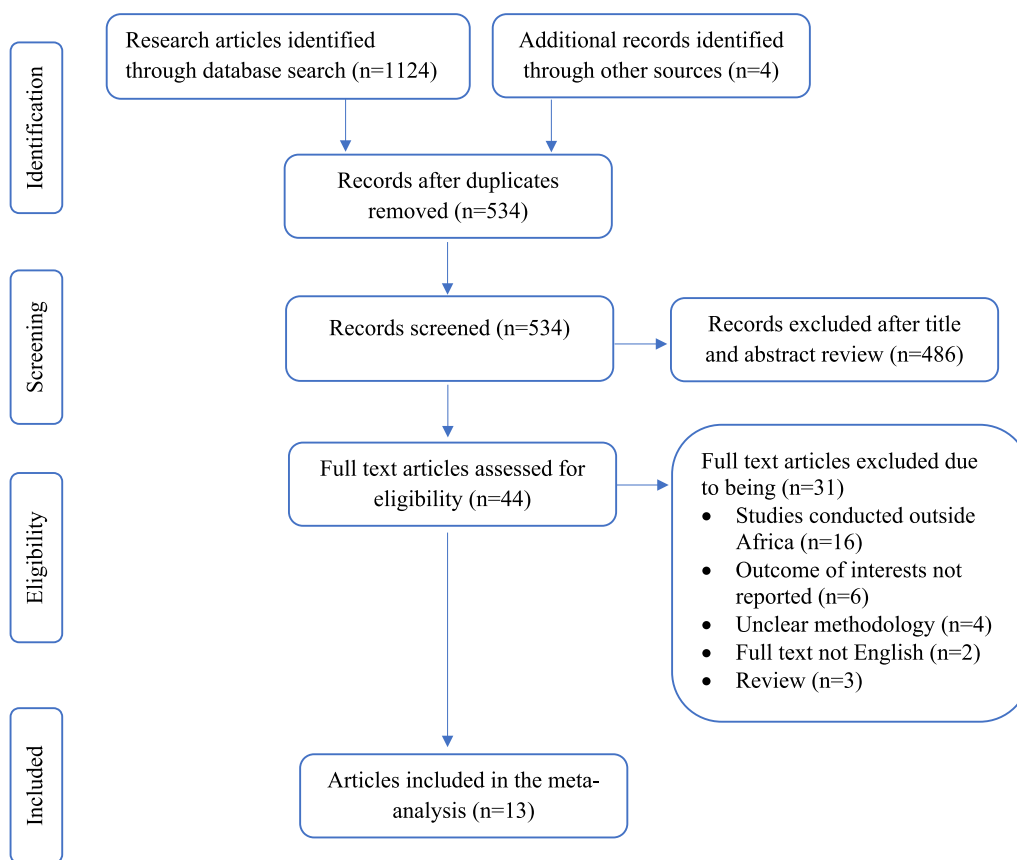 Identification
Research articles identified
through database search (n=1124)
Additional records identified
through other sources (n=4)
Records after duplicates
removed (n=534)
Screening
Records screened (n=534)
Records excluded after title
and abstract review (n=486)
Eligibility
Full text articles assessed for
eligibility (n=44)
Full text articles excluded due
to being (n=31)
• Studies conducted outside
Africa (n=16)
• Outcome of interests not
reported (n=6)
• Unclear methodology (n=4)
• Full text not English (n=2)
• Review (n=3)
Included
Articles included in the meta-
analysis (n=13)